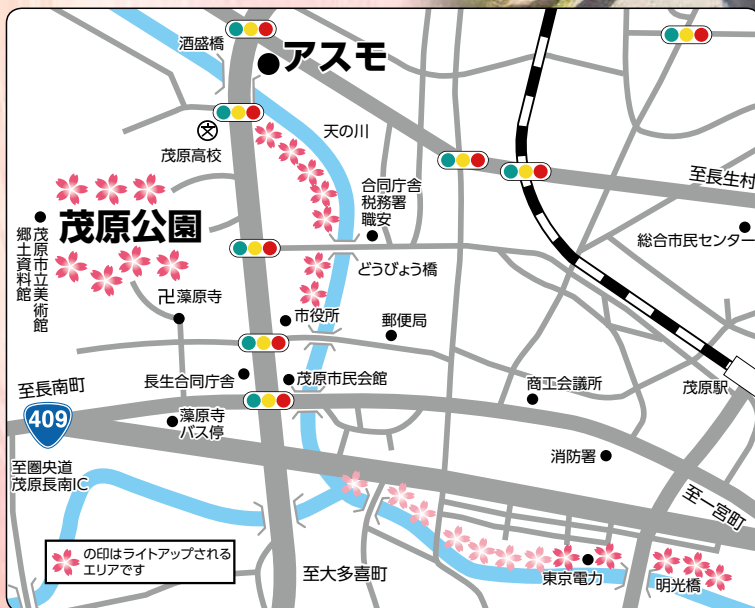 酒盛橋
アスモ
天の川
茂原高校
至長生村
合同庁舎
税務署
職安
茂原公園
総合市民センター
茂原市立美術館
郷土資料館
どうびょう橋
卍藻原寺
市役所
郵便局
長生合同庁舎
茂原市民会館
商工会議所
茂原駅
至長南町
409
藻原寺
バス停
消防署
至圏央道
茂原長南IC
至一宮町
の印はライトアップされる
エリアです
至大多喜町
東京電力
明光橋